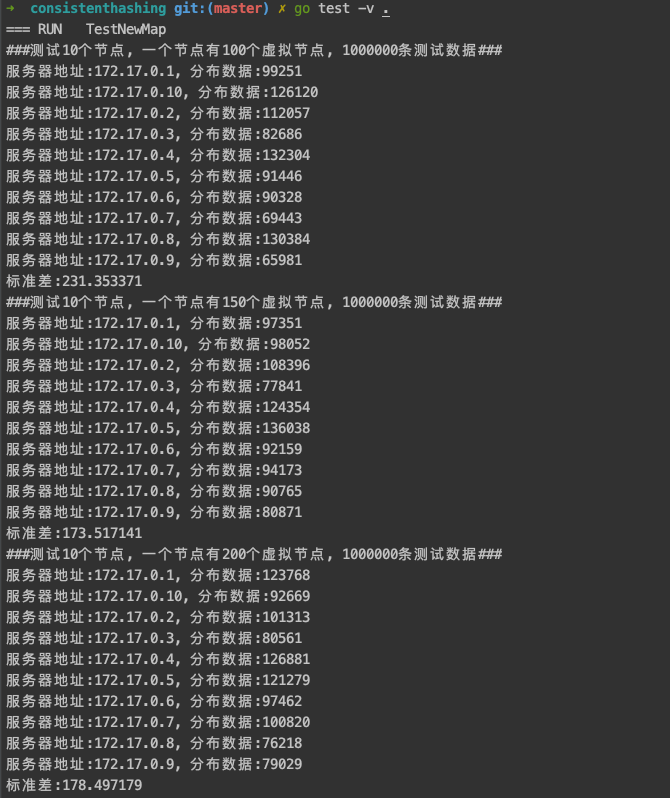 ➜  consistenthashing git:(master) ✗ go test -v .
=== RUN   TestNewMap
###测试10个节点, 一个节点有100个虚拟节点, 1000000条测试数据###
服务器地址:172.17.0.1, 分布数据:99251
服务器地址:172.17.0.10, 分布数据:126120
服务器地址:172.17.0.2, 分布数据:112057
服务器地址:172.17.0.3, 分布数据:82686
服务器地址:172.17.0.4, 分布数据:132304
服务器地址:172.17.0.5, 分布数据:91446
服务器地址:172.17.0.6, 分布数据:90328
服务器地址:172.17.0.7, 分布数据:69443
服务器地址:172.17.0.8, 分布数据:130384
服务器地址:172.17.0.9, 分布数据:65981
标准差:231.353371
###测试10个节点, 一个节点有150个虚拟节点, 1000000条测试数据###
服务器地址:172.17.0.1, 分布数据:97351
服务器地址:172.17.0.10, 分布数据:98052
服务器地址:172.17.0.2, 分布数据:108396
服务器地址:172.17.0.3, 分布数据:77841
服务器地址:172.17.0.4, 分布数据:124354
服务器地址:172.17.0.5, 分布数据:136038
服务器地址:172.17.0.6, 分布数据:92159
服务器地址:172.17.0.7, 分布数据:94173
服务器地址:172.17.0.8, 分布数据:90765
服务器地址:172.17.0.9, 分布数据:80871
标准差:173.517141
###测试10个节点, 一个节点有200个虚拟节点, 1000000条测试数据###
服务器地址:172.17.0.1, 分布数据:123768
服务器地址:172.17.0.10, 分布数据:92669
服务器地址:172.17.0.2, 分布数据:101313
服务器地址:172.17.0.3, 分布数据:80561
服务器地址:172.17.0.4, 分布数据:126881
服务器地址:172.17.0.5, 分布数据:121279
服务器地址:172.17.0.6, 分布数据:97462
服务器地址:172.17.0.7, 分布数据:100820
服务器地址:172.17.0.8, 分布数据:76218
服务器地址:172.17.0.9, 分布数据:79029
标准差:178.497179